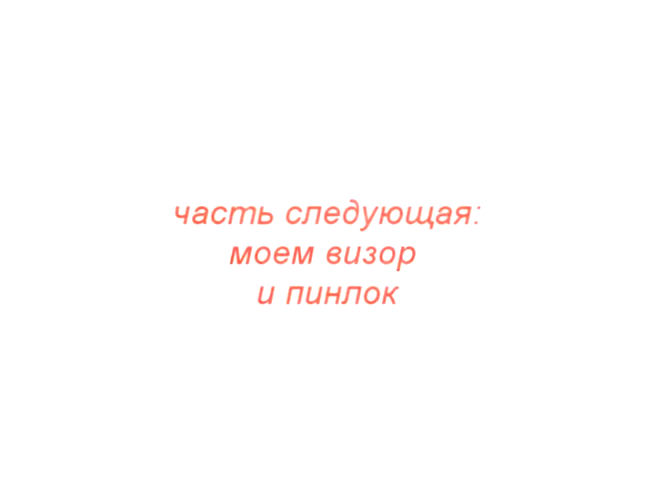 часть следующая:
моем визор
и пинлок